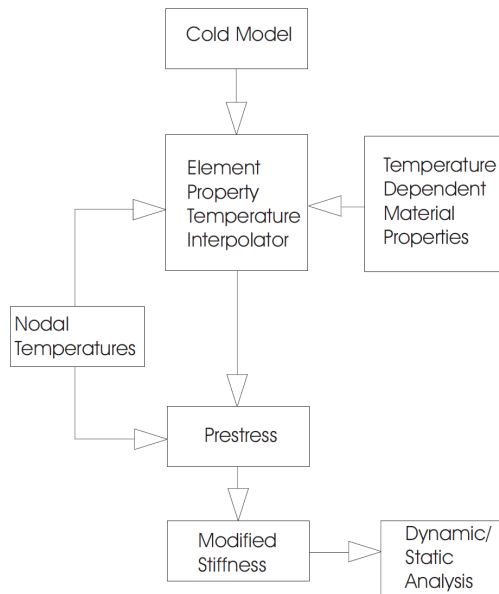 Cold Model
Element
Property
Temperature
Interpolator
Temperature
Dependent
Material
Properties
Nodal
Temperatures
Prestress
Modified
Stiffness
Dynamic/
Static
Analysis